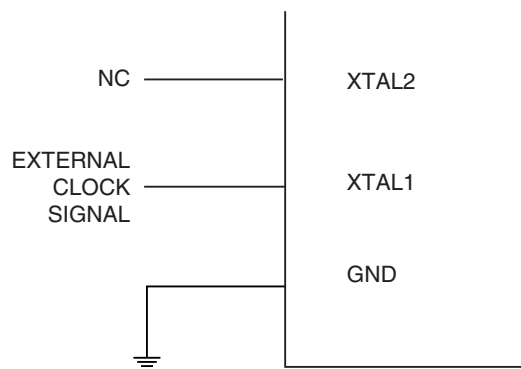 NC
XTAL2
EXTERNAL
CLOCK
SIGNAL
XTAL1
GND